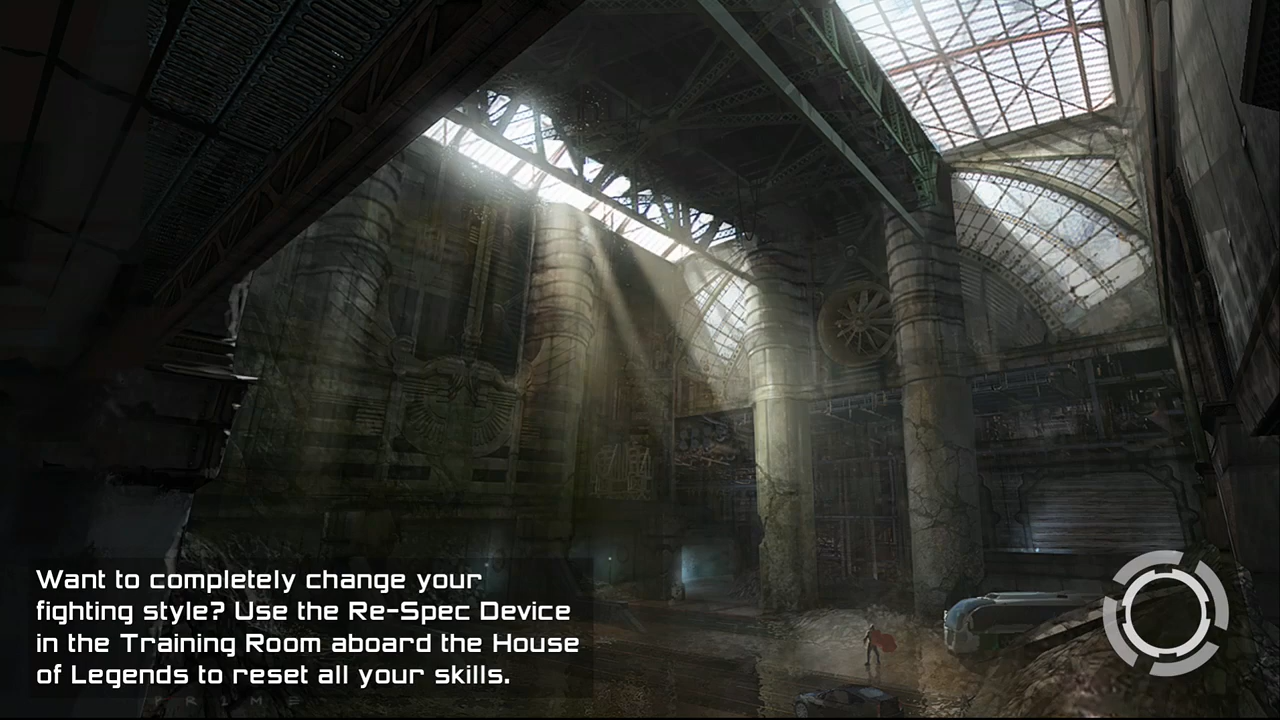 Want to completely change your
fighting style? Use the Re-Spec Device
in the Training Room aboard the House
of Legends to reset all your skills.
PRIME